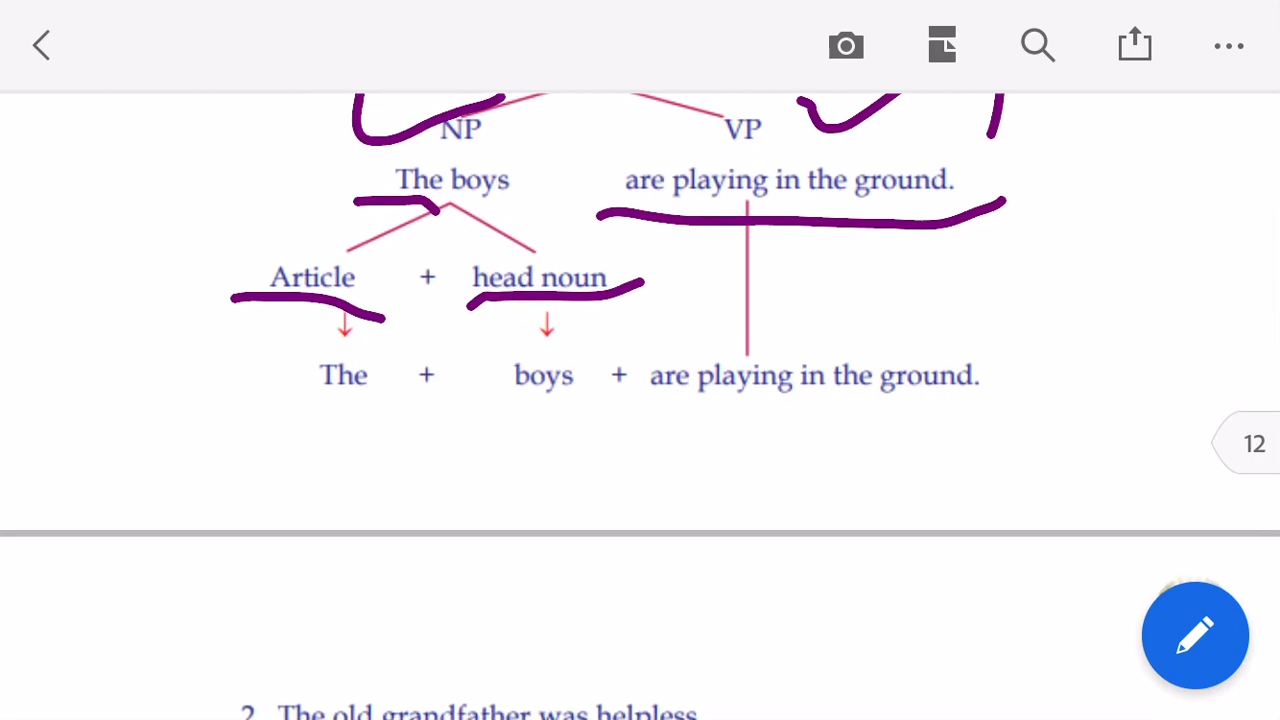 NP VP
The boys are playing in the ground.
Article + head noun
↓ ↓
The + boys + are playing in the ground.
12
2. The old grandfather was helpless.